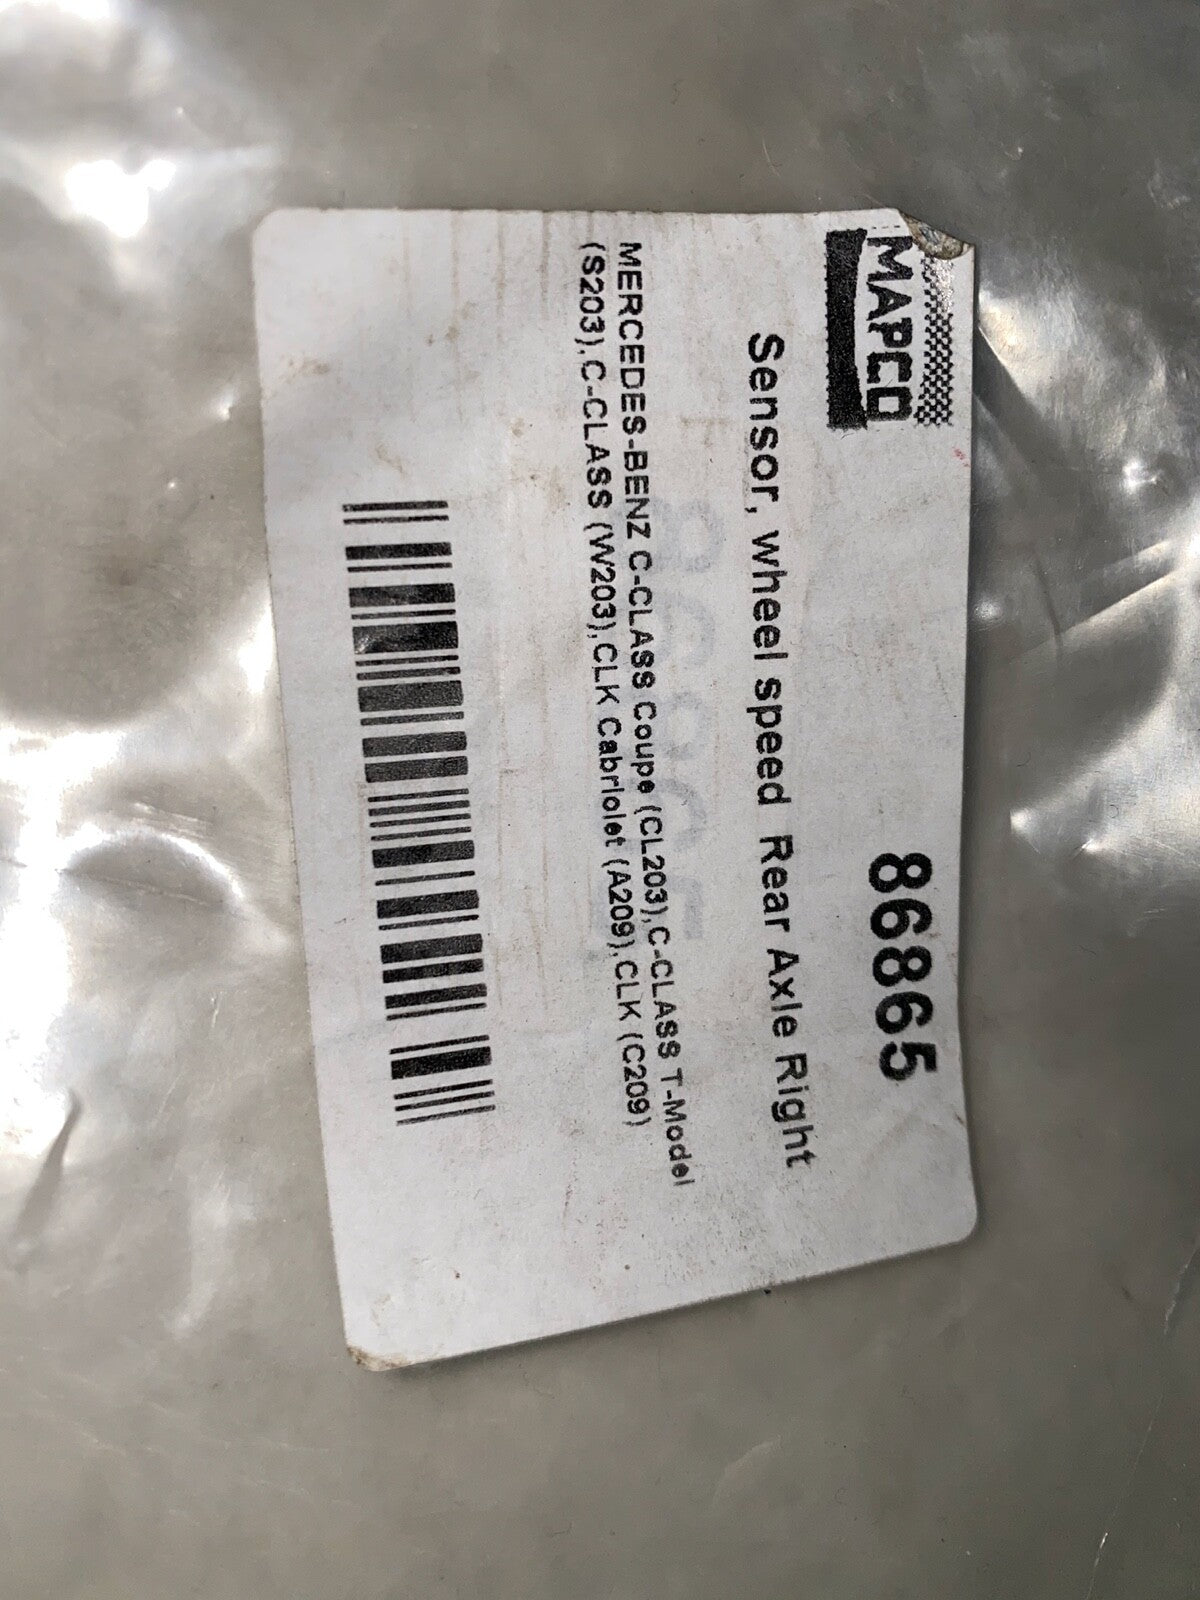 MAPCO
86865
Sensor, wheel speed Rear Axle Right
MERCEDES-BENZ C-CLASS Coupe (CL203),C-CLASS T-Model
(S203),C-CLASS (W203),CLK Cabriolet (A209),CLK (C209)